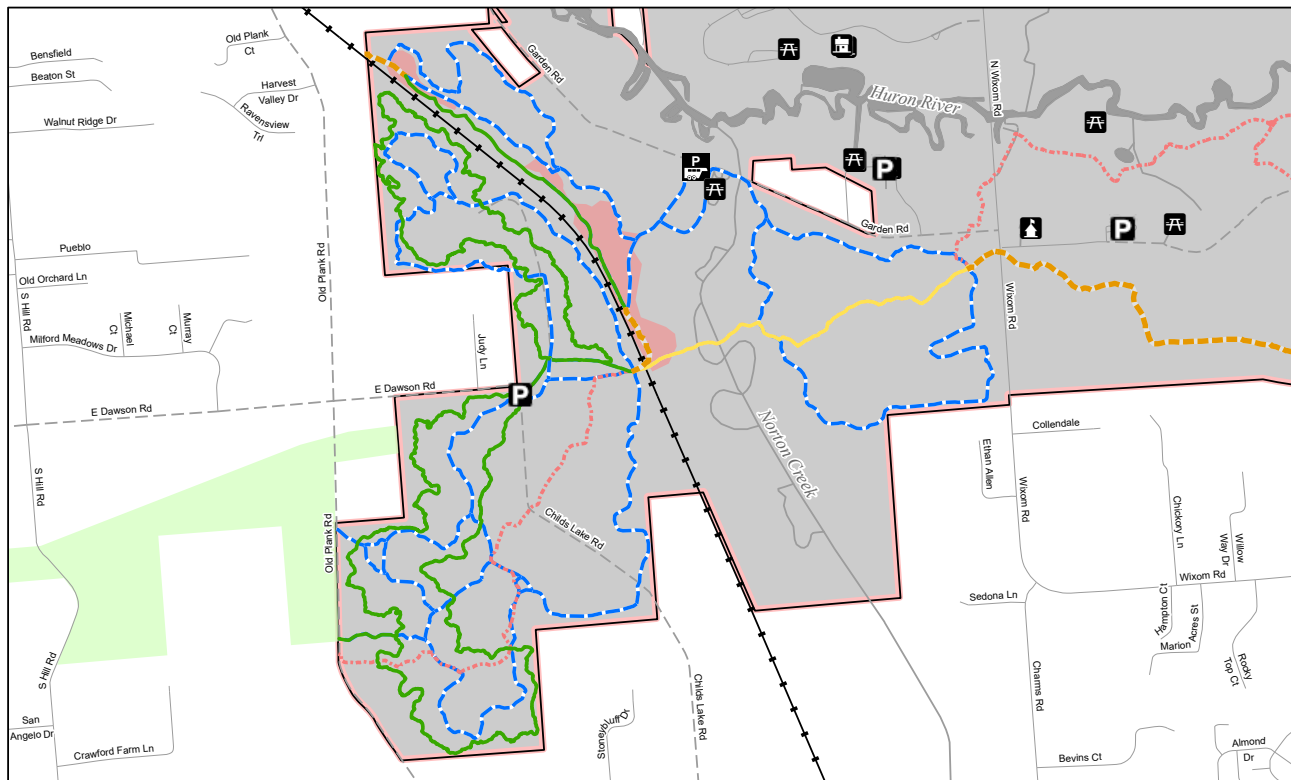 Old Plank
Ct
Bensfield
Beaton St
Harvest
Valley Dr
Ravensview
Trl
Walnut Ridge Dr
Garden Rd
Huron River
N Wixom Rd
P
P
Garden Rd
P
Pueblo
Old Orchard Ln
Old Plank Rd
S Hill Rd
Michael
Ct
Murray
Ct
Milford Meadows Dr
Judy Ln
Wixom Rd
E Dawson Rd
P
E Dawson Rd
Norton Creek
Collendale
Ethan Allen
S Hill Rd
Wixom Rd
Chickory Ln
Old Plank Rd
Childs Lake Rd
Willow
Way Dr
Wixom Rd
Sedona Ln
Hampton Ct
Acres St
Marion
S Hill Rd
Rocky
Top Ct
Charms Rd
Childs Lake Rd
San
Angelo Dr
Stoneybluff Dr
Crawford Farm Ln
Bevins Ct
Almond
Dr